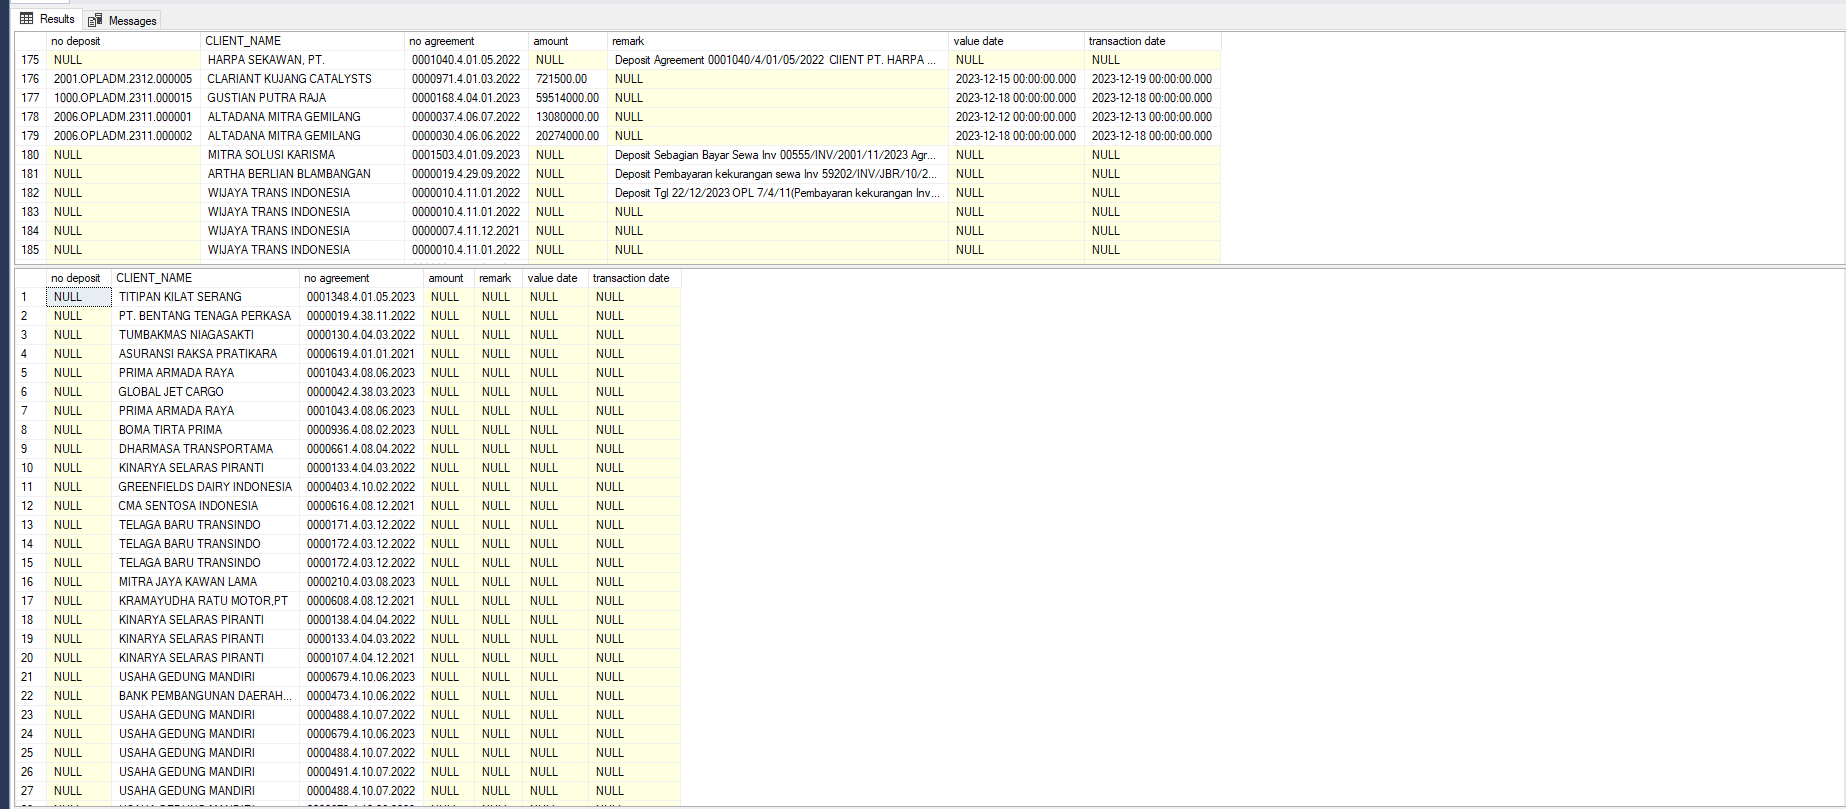 Results Messages
no deposit CLIENT_NAME no agreement amount remark value date transaction date
175 NULL HARPA SEKAWAN, PT. 0001040.4.01.05.2022 NULL Deposit Agreement 0001040/4/01/05/2022 ClIENT PT. HARPA ... NULL NULL
176 2001.OPLADM.2312.000005 CLARIANT KUJANG CATALYSTS 0000971.4.01.03.2022 721500.00 NULL 2023-12-15 00:00:00.000 2023-12-19 00:00:00.000
177 1000.OPLADM.2311.000015 GUSTIAN PUTRA RAJA 0000168.4.04.01.2023 59514000.00 NULL 2023-12-18 00:00:00.000 2023-12-18 00:00:00.000
178 2006.OPLADM.2311.000001 ALTADANA MITRA GEMILANG 0000037.4.06.07.2022 13080000.00 NULL 2023-12-12 00:00:00.000 2023-12-13 00:00:00.000
179 2006.OPLADM.2311.000002 ALTADANA MITRA GEMILANG 0000030.4.06.06.2022 20274000.00 NULL 2023-12-18 00:00:00.000 2023-12-18 00:00:00.000
180 NULL MITRA SOLUSI KARISMA 0001503.4.01.09.2023 NULL Deposit Sebagian Bayar Sewa Inv 00555/INV/2001/11/2023 Agr... NULL NULL
181 NULL ARTHA BERLIAN BLAMBANGAN 0000019.4.29.09.2022 NULL Deposit Pembayaran kekurangan sewa Inv 59202/INV/JBR/10/2... NULL NULL
182 NULL WIJAYA TRANS INDONESIA 0000010.4.11.01.2022 NULL Deposit Tgl 22/12/2023 OPL 7/4/11(Pembayaran kekurangan Inv... NULL NULL
183 NULL WIJAYA TRANS INDONESIA 0000010.4.11.01.2022 NULL NULL NULL NULL
184 NULL WIJAYA TRANS INDONESIA 0000007.4.11.12.2021 NULL NULL NULL NULL
185 NULL WIJAYA TRANS INDONESIA 0000010.4.11.01.2022 NULL NULL NULL NULL
no deposit CLIENT_NAME no agreement amount remark value date transaction date
1 NULL TITIPAN KILAT SERANG 0001348.4.01.05.2023 NULL NULL NULL NULL
2 NULL PT. BENTANG TENAGA PERKASA 0000019.4.38.11.2022 NULL NULL NULL NULL
3 NULL TUMBAKMAS NIAGASAKTI 0000130.4.04.03.2022 NULL NULL NULL NULL
4 NULL ASURANSI RAKSA PRATIKARA 0000619.4.01.01.2021 NULL NULL NULL NULL
5 NULL PRIMA ARMADA RAYA 0001043.4.08.06.2023 NULL NULL NULL NULL
6 NULL GLOBAL JET CARGO 0000042.4.38.03.2023 NULL NULL NULL NULL
7 NULL PRIMA ARMADA RAYA 0001043.4.08.06.2023 NULL NULL NULL NULL
8 NULL BOMA TIRTA PRIMA 0000936.4.08.02.2023 NULL NULL NULL NULL
9 NULL DHARMASA TRANSPORTAMA 0000661.4.08.04.2022 NULL NULL NULL NULL
10 NULL KINARYA SELARAS PIRANTI 0000133.4.04.03.2022 NULL NULL NULL NULL
11 NULL GREENFIELDS DAIRY INDONESIA 0000403.4.10.02.2022 NULL NULL NULL NULL
12 NULL CMA SENTOSA INDONESIA 0000616.4.08.12.2021 NULL NULL NULL NULL
13 NULL TELAGA BARU TRANSINDO 0000171.4.03.12.2022 NULL NULL NULL NULL
14 NULL TELAGA BARU TRANSINDO 0000172.4.03.12.2022 NULL NULL NULL NULL
15 NULL TELAGA BARU TRANSINDO 0000172.4.03.12.2022 NULL NULL NULL NULL
16 NULL MITRA JAYA KAWAN LAMA 0000210.4.03.08.2023 NULL NULL NULL NULL
17 NULL KRAMAYUDHA RATU MOTOR,PT 0000608.4.08.12.2021 NULL NULL NULL NULL
18 NULL KINARYA SELARAS PIRANTI 0000138.4.04.04.2022 NULL NULL NULL NULL
19 NULL KINARYA SELARAS PIRANTI 0000133.4.04.03.2022 NULL NULL NULL NULL
20 NULL KINARYA SELARAS PIRANTI 0000107.4.04.12.2021 NULL NULL NULL NULL
21 NULL USAHA GEDUNG MANDIRI 0000679.4.10.06.2023 NULL NULL NULL NULL
22 NULL BANK PEMBANGUNAN DAERAH... 0000473.4.10.06.2022 NULL NULL NULL NULL
23 NULL USAHA GEDUNG MANDIRI 0000488.4.10.07.2022 NULL NULL NULL NULL
24 NULL USAHA GEDUNG MANDIRI 0000679.4.10.06.2023 NULL NULL NULL NULL
25 NULL USAHA GEDUNG MANDIRI 0000488.4.10.07.2022 NULL NULL NULL NULL
26 NULL USAHA GEDUNG MANDIRI 0000491.4.10.07.2022 NULL NULL NULL NULL
27 NULL USAHA GEDUNG MANDIRI 0000488.4.10.07.2022 NULL NULL NULL NULL